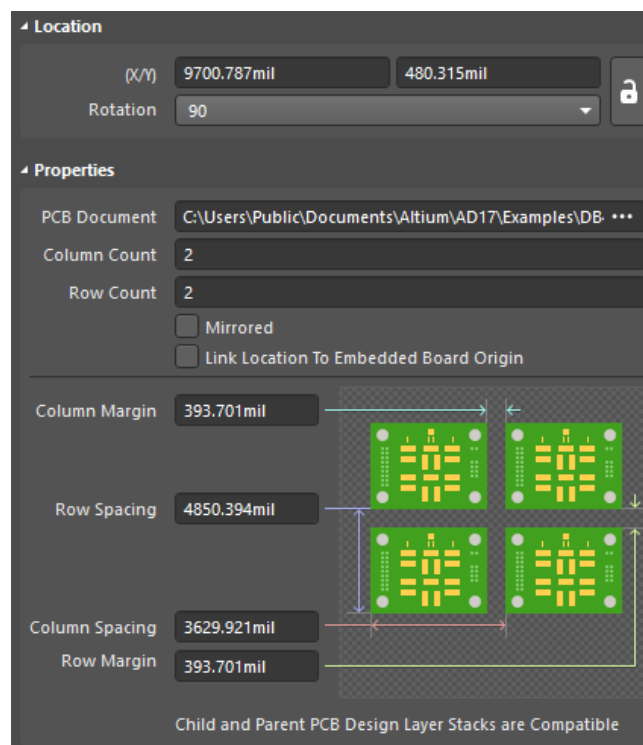 Location
(X/Y) 9700.787mil 480.315mil
Rotation 90
Properties
PCB Document C:\Users\Public\Documents\Altium\AD17\Examples\DB- •••
Column Count 2
Row Count 2
Mirrored
Link Location To Embedded Board Origin
Column Margin 393.701mil
Row Spacing 4850.394mil
Column Spacing 3629.921mil
Row Margin 393.701mil
Child and Parent PCB Design Layer Stacks are Compatible